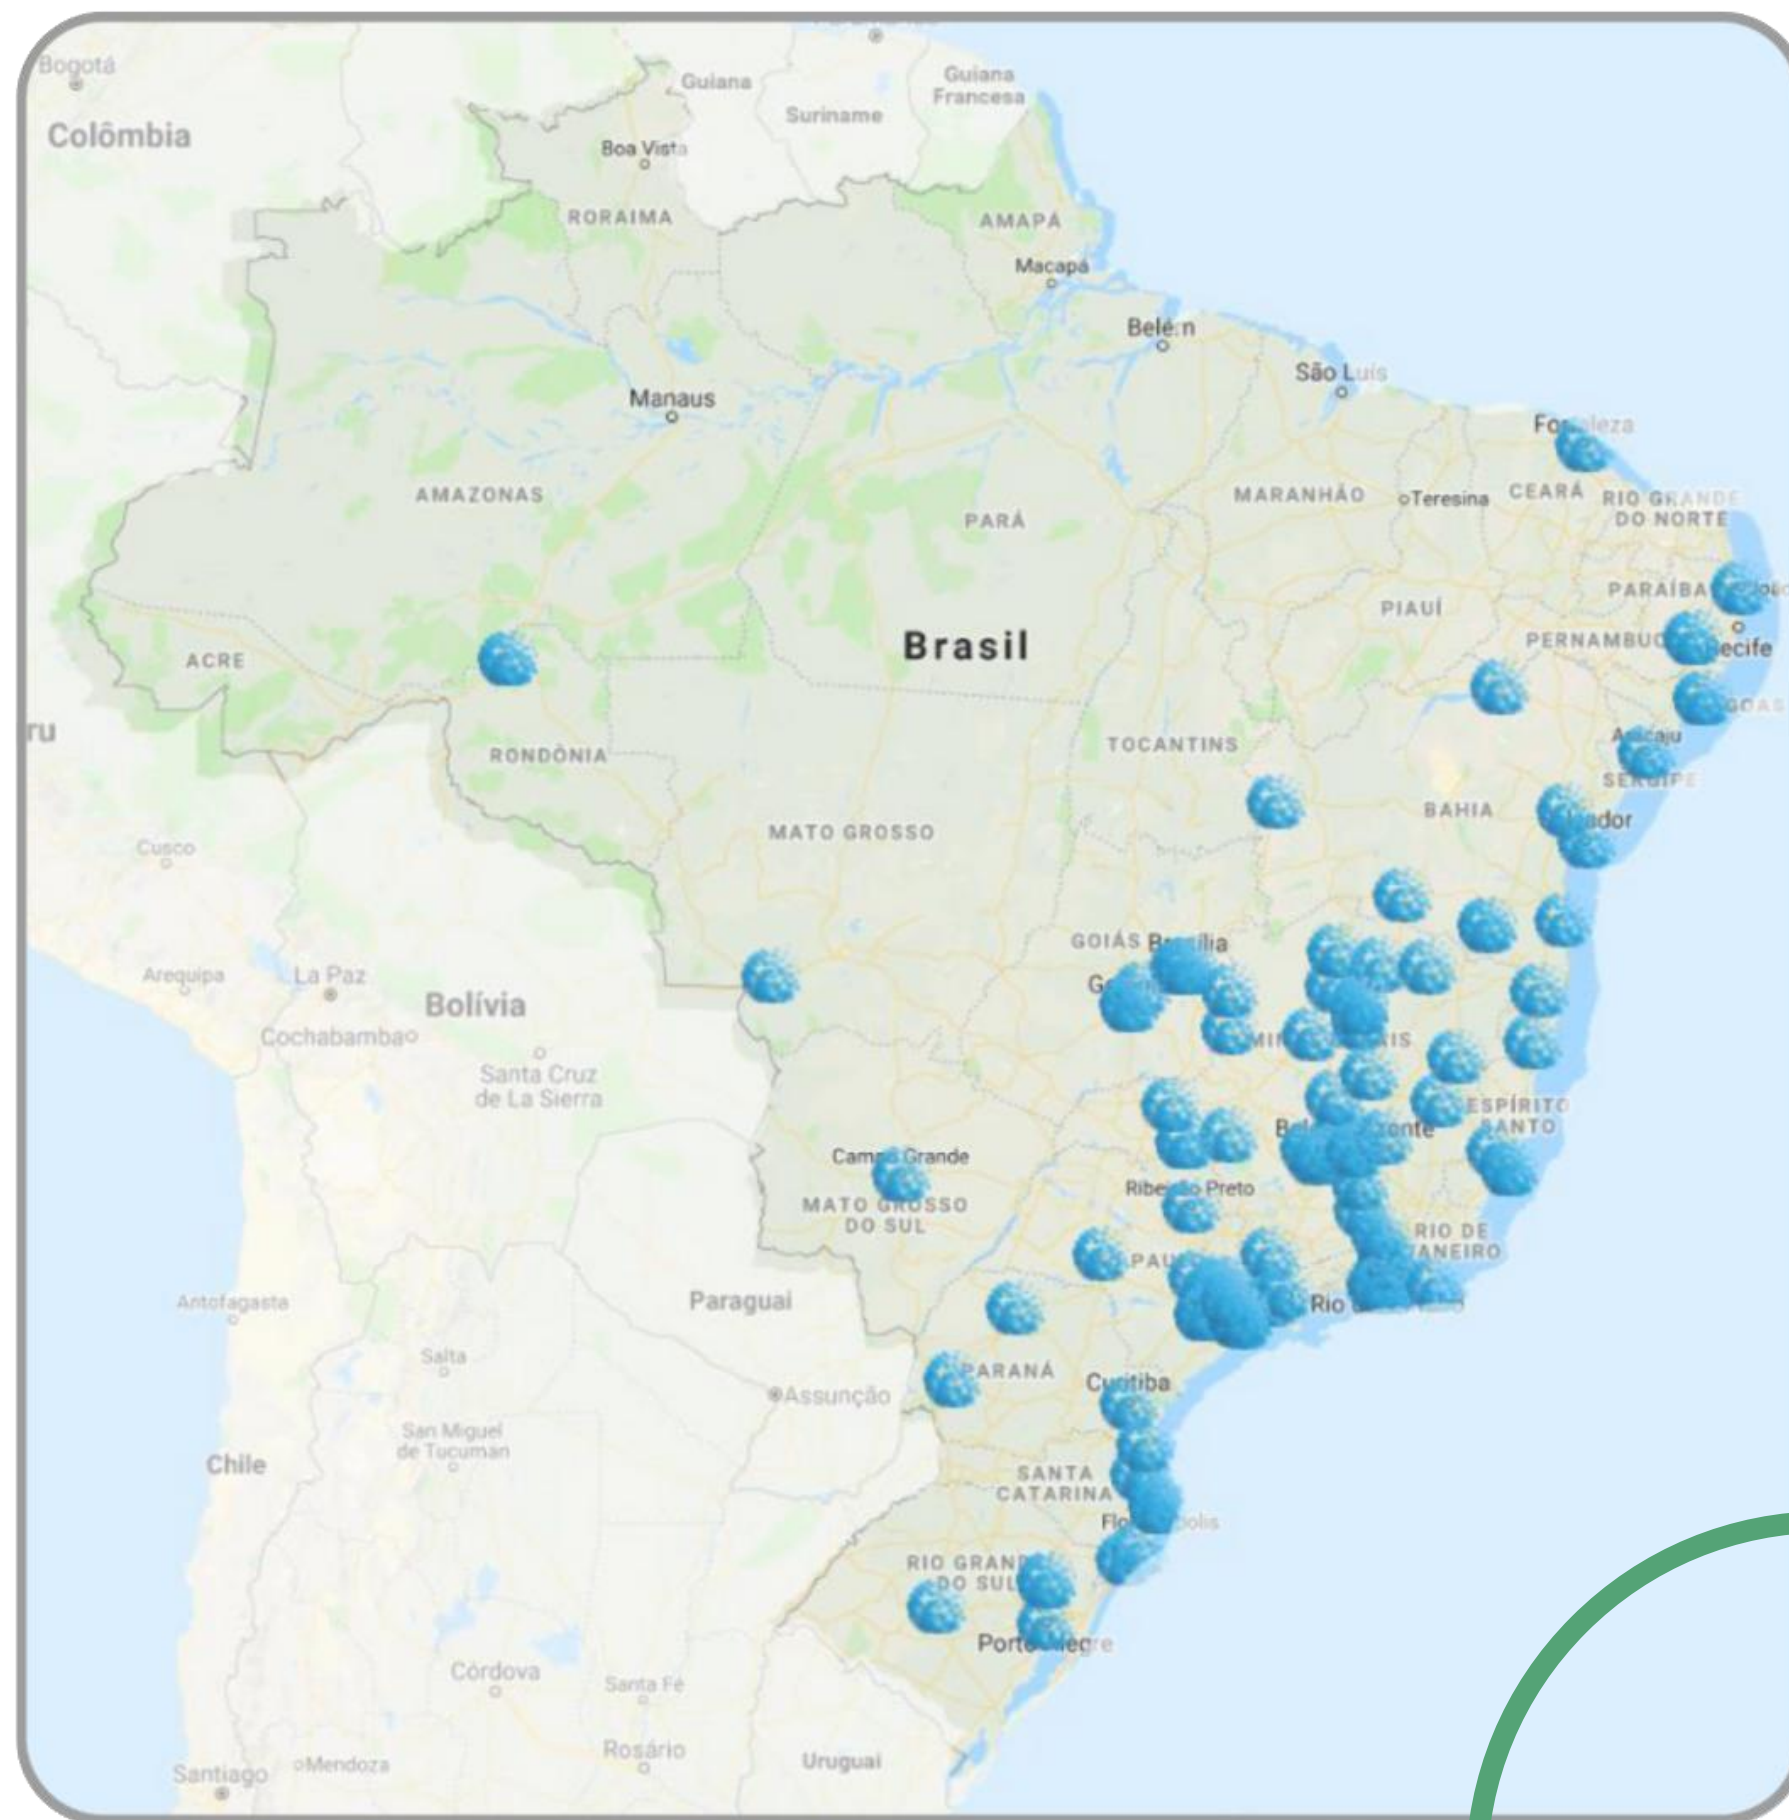 Bogotá
Colômbia
Guiana
Suriname
Guiana
Francesa
Boa Vista
RORAIMA
AMAPÁ
Macapá
Belém
São Luís
Manaus
AMAZONAS
PARÁ
MARANHÃO
Teresina
CEARÁ
RIO GRANDE
DO NORTE
PARAÍBA
PIAUÍ
Brasil
ACRE
ru
RONDÔNIA
TOCANTINS
SERGIPE
BAHIA
MATO GROSSO
Cusco
GOIÁS
Arequipa
La Paz
Bolívia
Cochabamba
Santa Cruz
de La Sierra
ESPÍRITO
SANTO
Campo Grande
MATO GROSSO
DO SUL
Ribeirão Preto
RIO DE
Rio
Antofagasta
Paraguai
Salta
PARANÁ
Curitiba
Assunção
San Miguel
de Tucumán
Chile
SANTA
CATARINA
RIO GRANDE
DO SUL
Porto Alegre
Córdova
Santa Fé
Rosário
Uruguai
Mendoza
Santiago